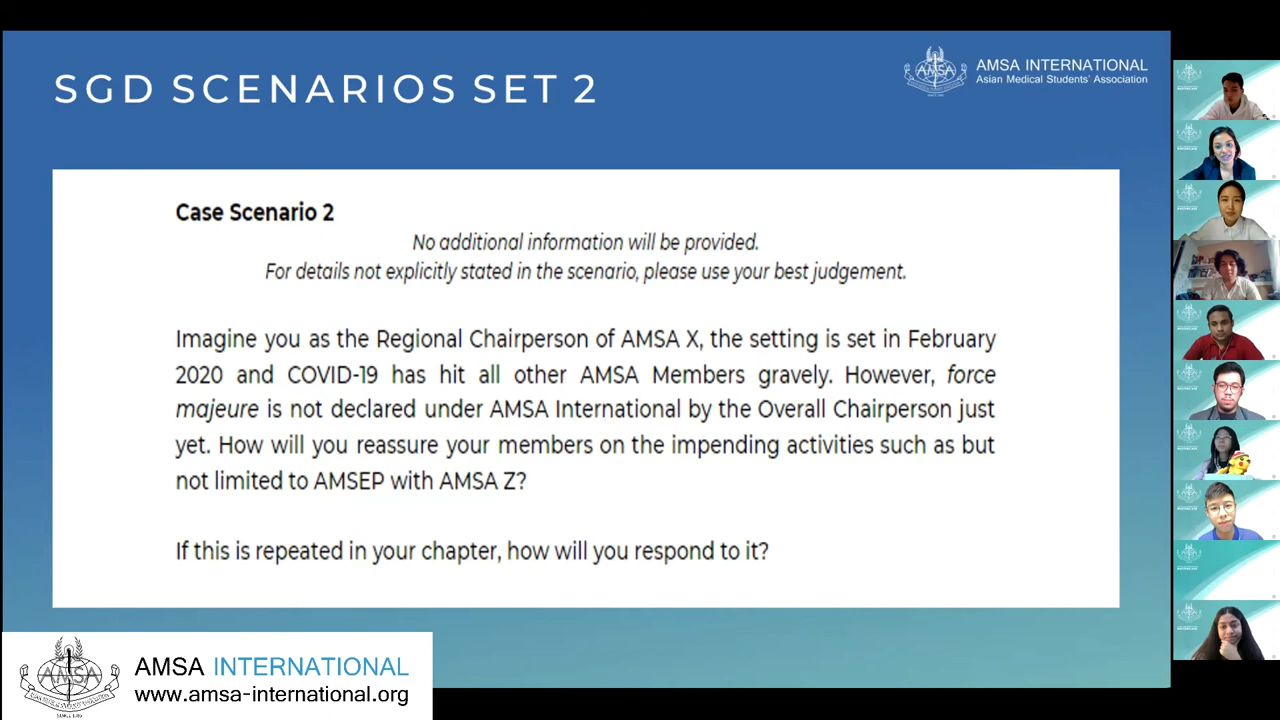 SGD SCENARIOS SET 2
AMSA
AMSA INTERNATIONAL
Asian Medical Students' Association
Case Scenario 2
No additional information will be provided.
For details not explicitly stated in the scenario, please use your best judgement.
Imagine you as the Regional Chairperson of AMSA X, the setting is set in February
2020 and COVID-19 has hit all other AMSA Members gravely. However, force
majeure is not declared under AMSA International by the Overall Chairperson just
yet. How will you reassure your members on the impending activities such as but
not limited to AMSEP with AMSA Z?
If this is repeated in your chapter, how will you respond to it?
AMSA
AMSA INTERNATIONAL
www.amsa-international.org